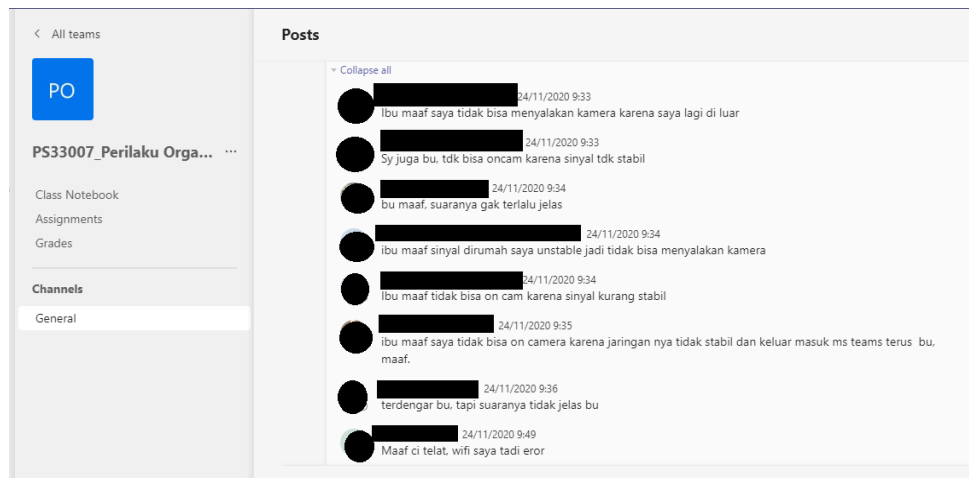 All teams
Posts
Collapse all
PO
24/11/2020 9:33
Ibu maaf saya tidak bisa menyalakan kamera karena saya lagi di luar
24/11/2020 9:33
Sy juga bu, tdk bisa oncam karena sinyal tdk stabil
PS33007_Perilaku Orga... ...
24/11/2020 9:34
bu maaf, suaranya gak terlalu jelas
Class Notebook
Assignments
Grades
24/11/2020 9:34
ibu maaf sinyal dirumah saya unstable jadi tidak bisa menyalakan kamera
24/11/2020 9:34
Ibu maaf tidak bisa on cam karena sinyal kurang stabil
Channels
General
24/11/2020 9:35
ibu maaf saya tidak bisa on camera karena jaringan nya tidak stabil dan keluar masuk ms teams terus bu,
maaf.
24/11/2020 9:36
terdengar bu, tapi suaranya tidak jelas bu
24/11/2020 9:49
Maaf ci telat, wifi saya tadi eror